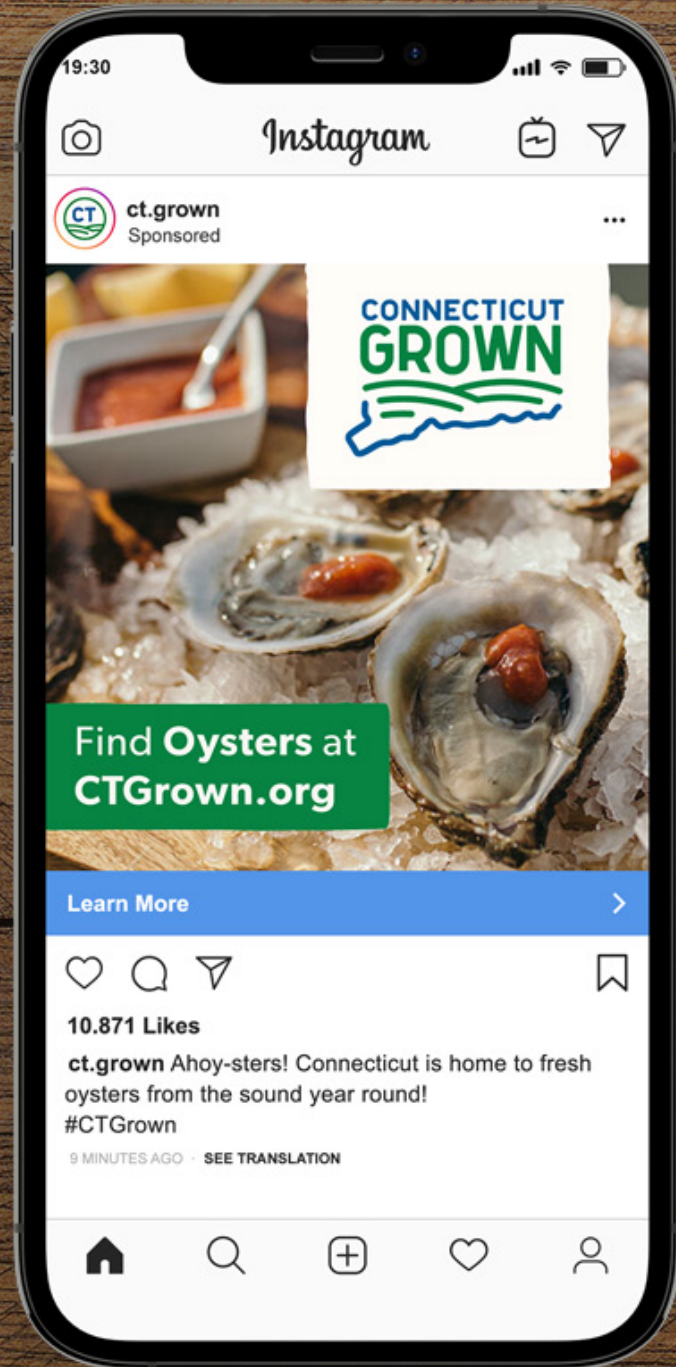 19:30
Instagram
CT
ct.grown
Sponsored
CONNECTICUT
GROWN
Find Oysters at
CTGrown.org
Learn More
10.871 Likes
ct.grown Ahoy-sters! Connecticut is home to fresh
oysters from the sound year round!
#CTGrown
9 MINUTES AGO · SEE TRANSLATION